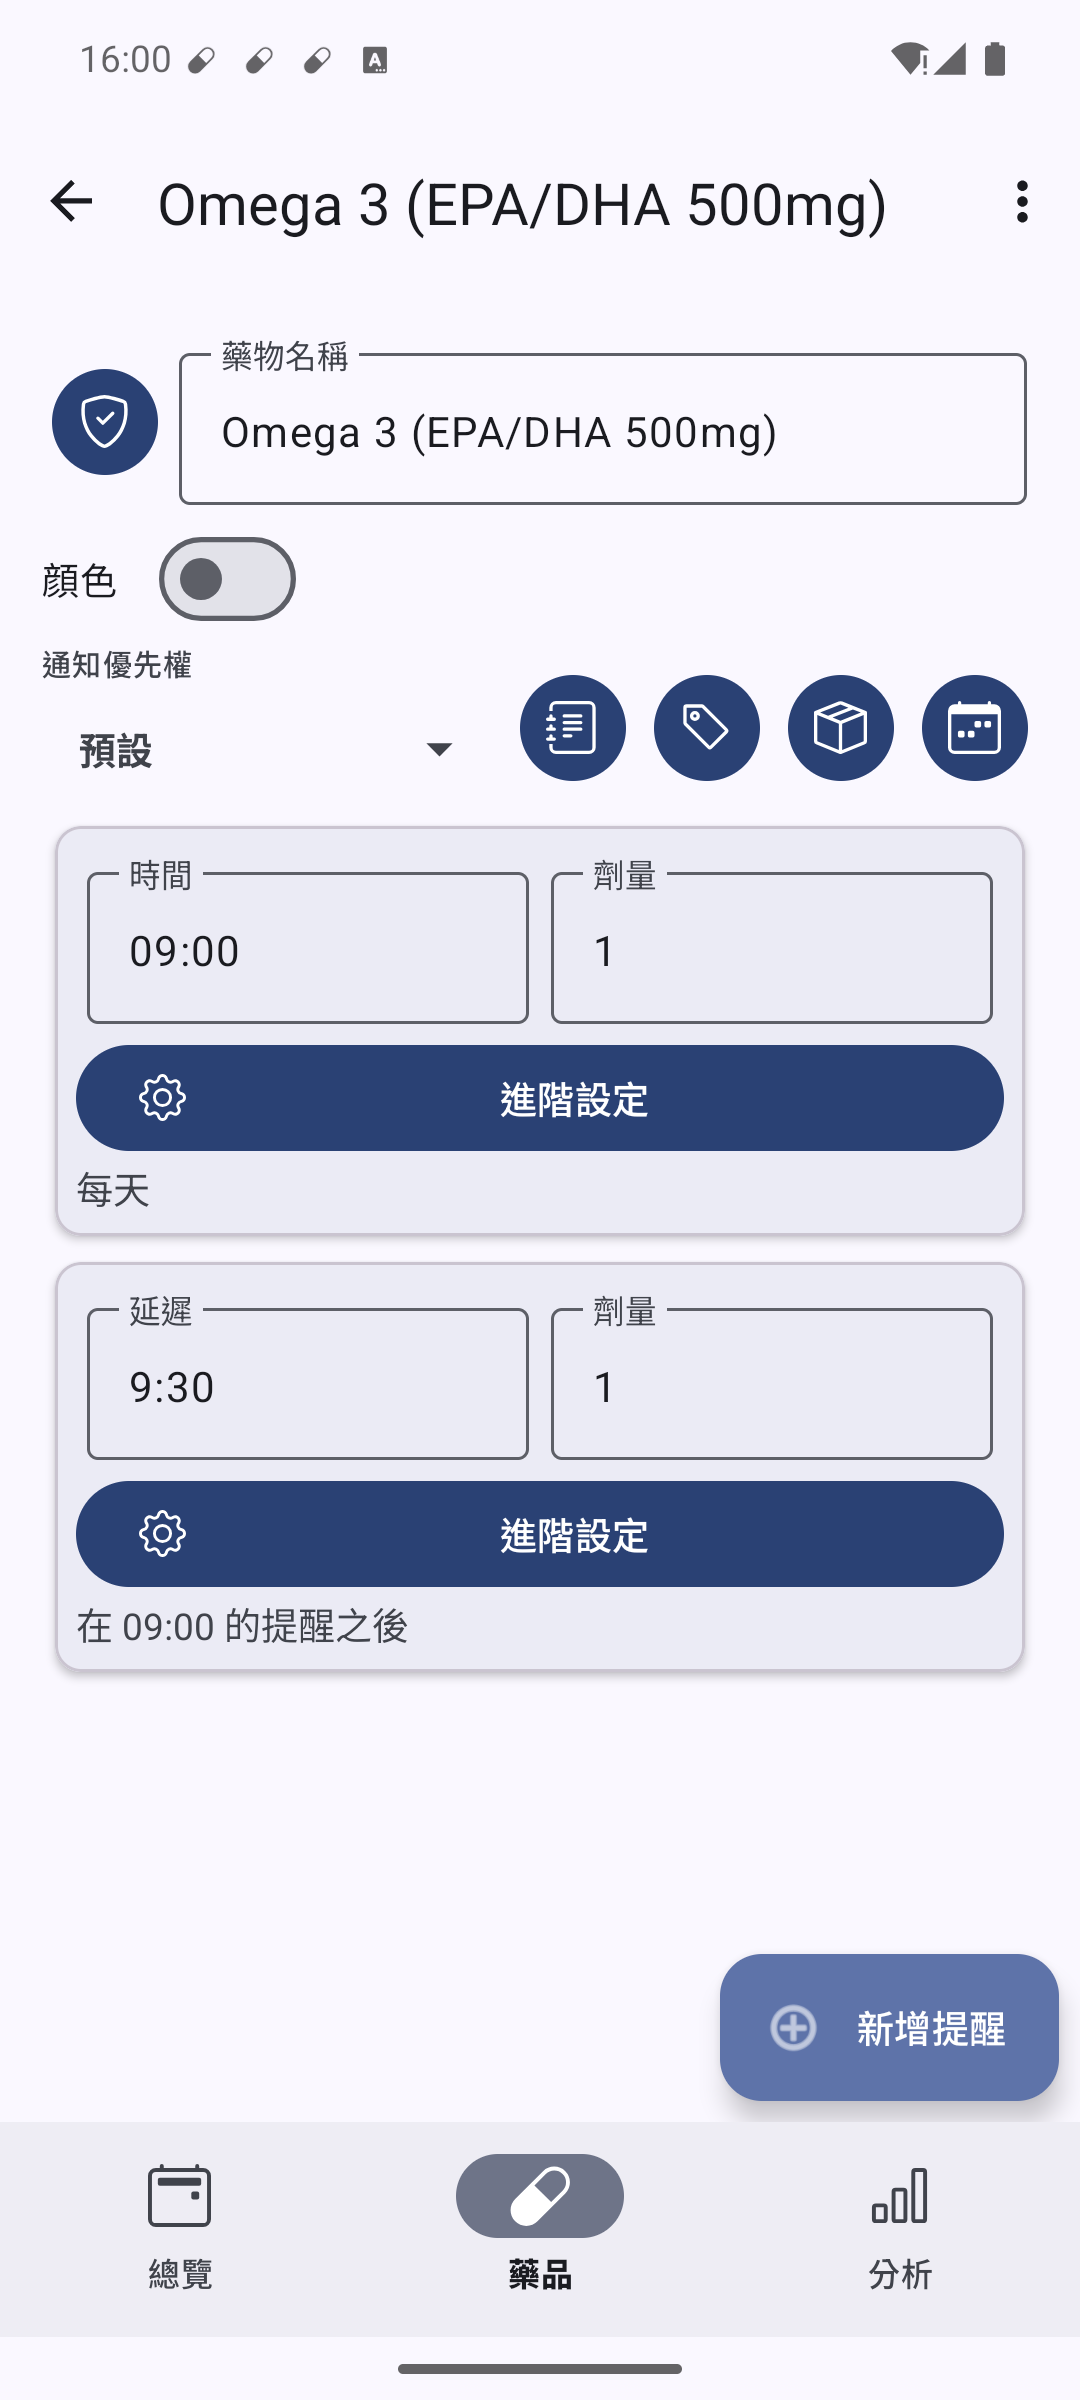 16:00
Omega 3 (EPA/DHA 500mg)
藥物名稱
Omega 3 (EPA/DHA 500mg)
顏色
通知優先權
預設
時間
09:00
劑量
1
進階設定
每天
延遲
9:30
劑量
1
進階設定
在 09:00 的提醒之後
新增提醒
總覽
藥品
分析